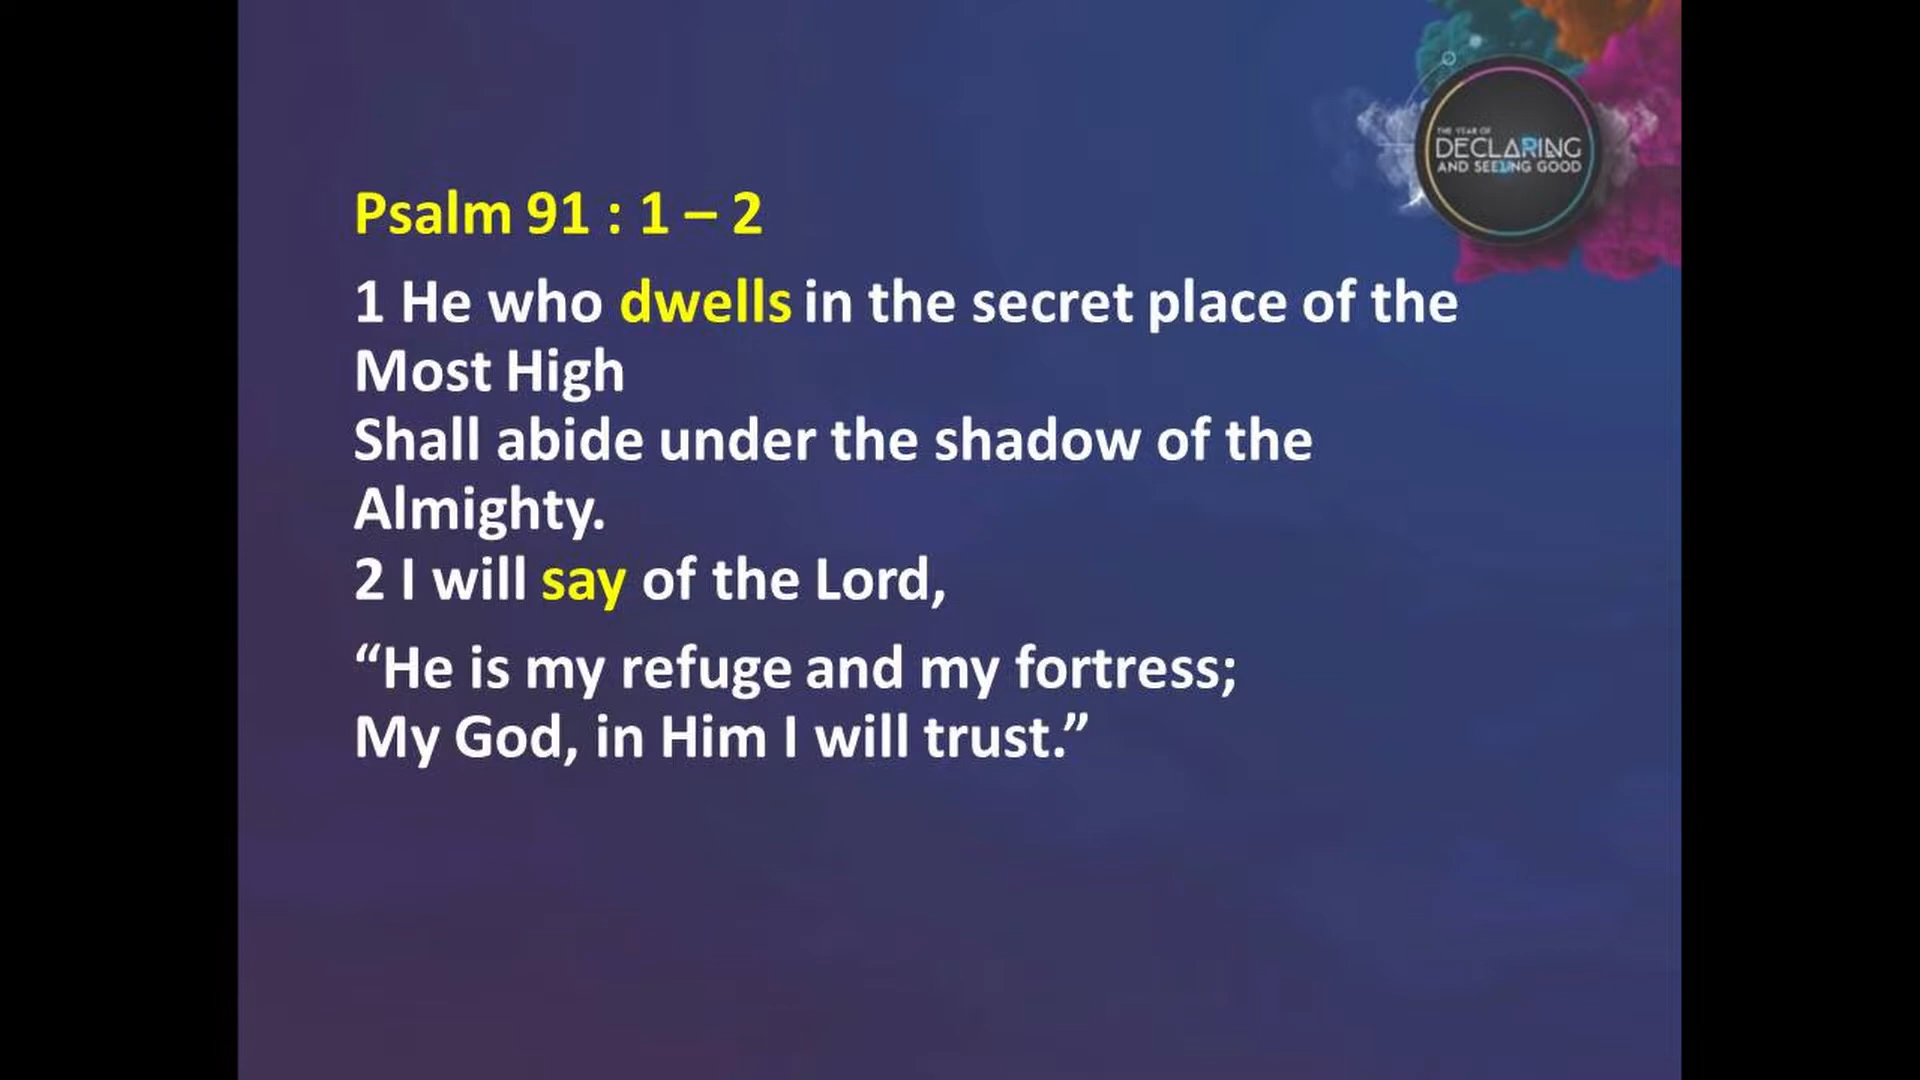 THE YEAR OF
DECLARING
AND SEEING GOOD
Psalm 91 : 1 – 2
1 He who dwells in the secret place of the
Most High
Shall abide under the shadow of the
Almighty.
2 I will say of the Lord,
“He is my refuge and my fortress;
My God, in Him I will trust.”